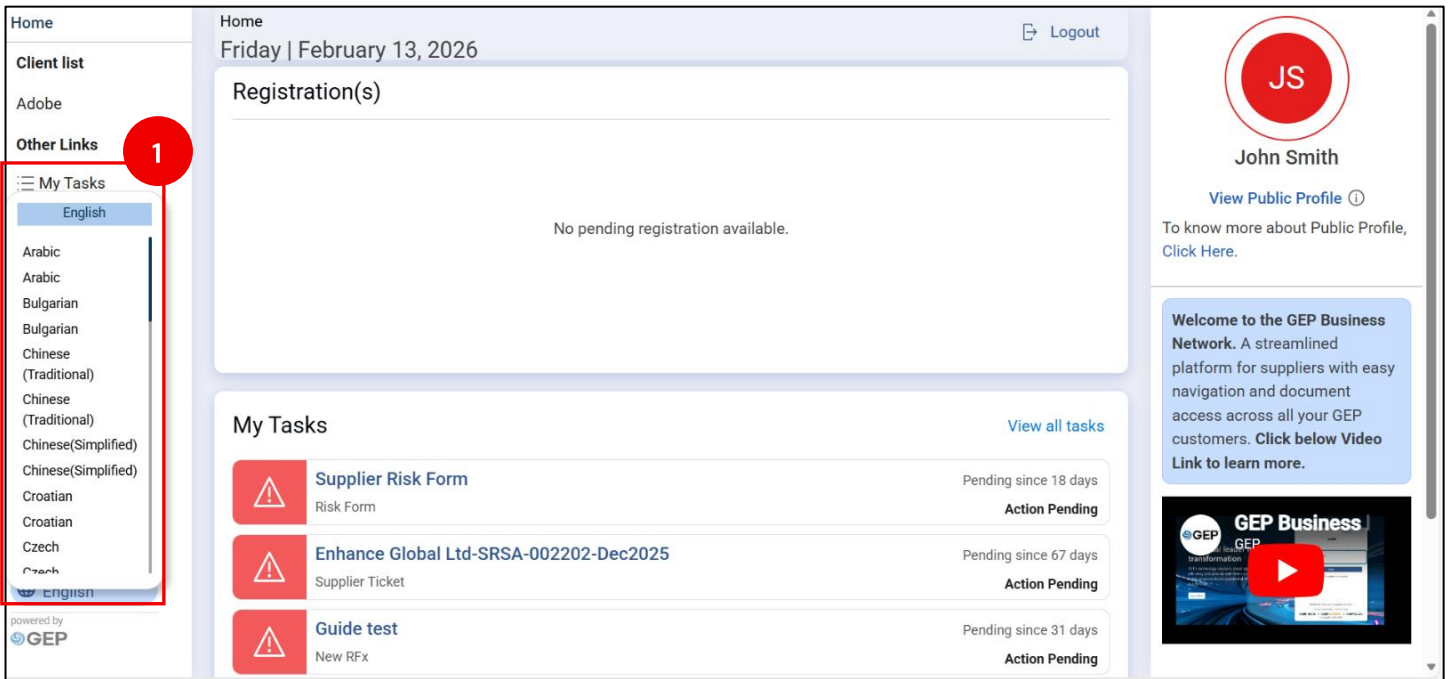 Home
Client list
Adobe
Other Links
1
My Tasks
English
Arabic
Arabic
Bulgarian
Bulgarian
Chinese
(Traditional)
Chinese
(Traditional)
Chinese(Simplified)
Chinese(Simplified)
Croatian
Croatian
Czech
Czech
English
powered by
GEP
Home
Friday | February 13, 2026
Logout
Registration(s)
No pending registration available.
My Tasks
View all tasks
Supplier Risk Form
Pending since 18 days
Risk Form
Action Pending
Enhance Global Ltd-SRSA-002202-Dec2025
Pending since 67 days
Supplier Ticket
Action Pending
Guide test
Pending since 31 days
New RFx
Action Pending
JS
John Smith
View Public Profile
To know more about Public Profile,
Click Here.
Welcome to the GEP Business
Network. A streamlined
platform for suppliers with easy
navigation and document
access across all your GEP
customers. Click below Video
Link to learn more.
GEP
GEP Business
GEP
transformation